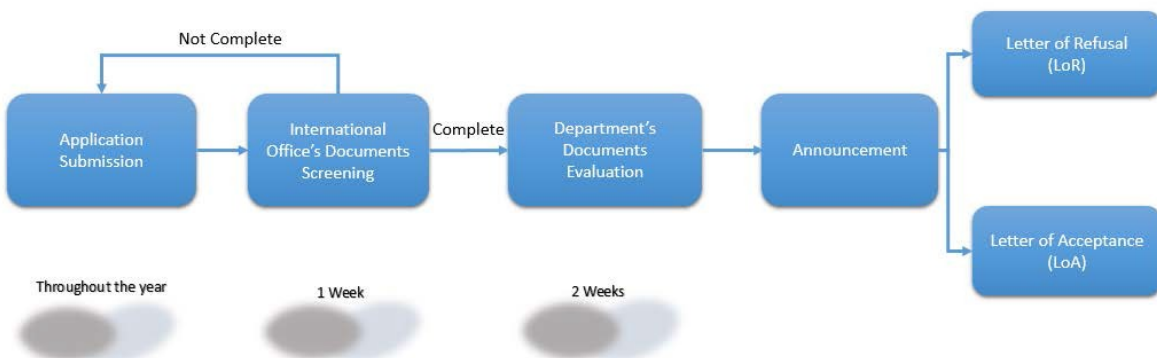 Not Complete
Application
Submission
International
Office's Documents
Screening
Complete
Department's
Documents
Evaluation
Announcement
Letter of Refusal
(LoR)
Letter of Acceptance
(LoA)
Throughout the year
1 Week
2 Weeks